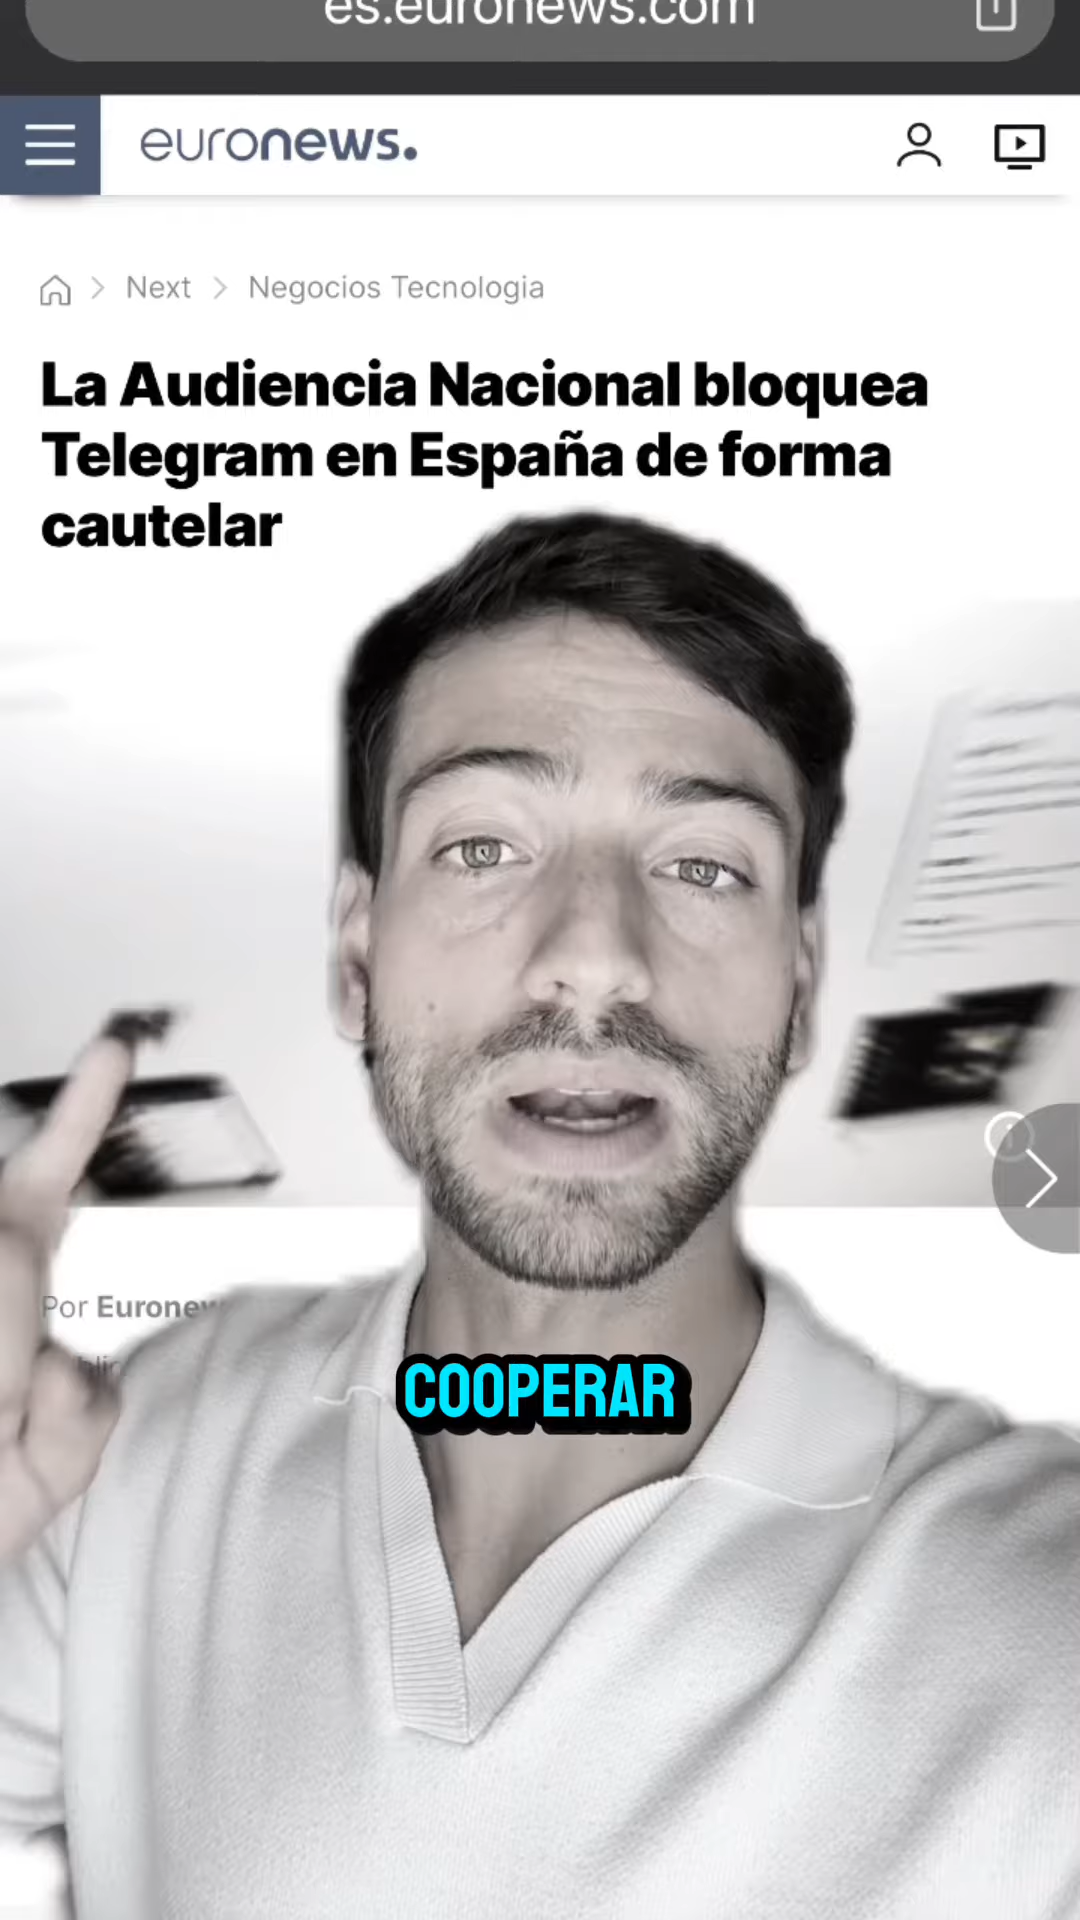 es.euronews.com
euronews.
Next > Negocios Tecnologia
La Audiencia Nacional bloquea
Telegram en España de forma
cautelar
Por Euronew
COOPERAR